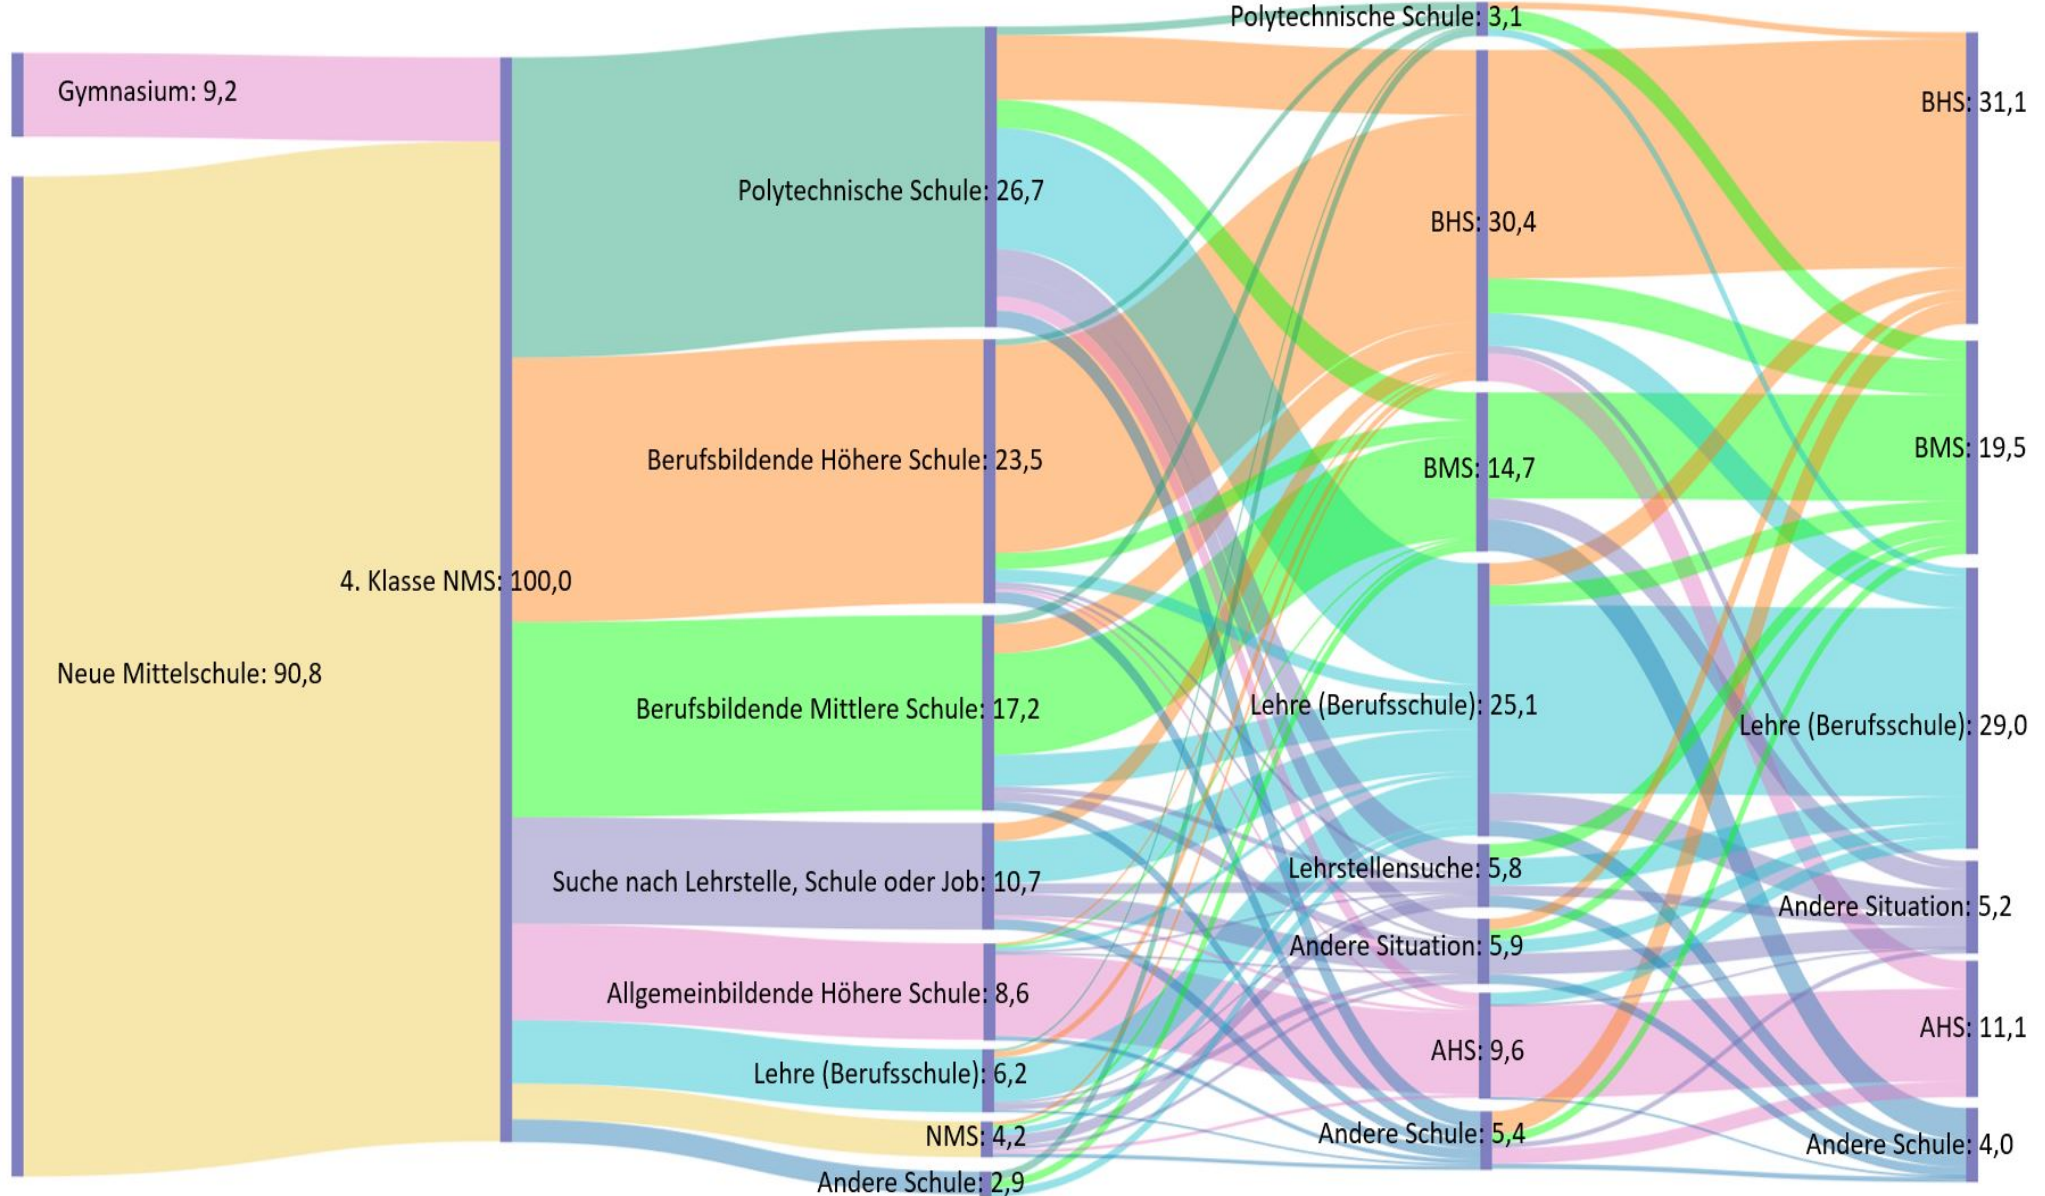 Gymnasium: 9,2
Neue Mittelschule: 90,8
4. Klasse NMS: 100,0
Polytechnische Schule: 26,7
Berufsbildende Höhere Schule: 23,5
Berufsbildende Mittlere Schule: 17,2
Suche nach Lehrstelle, Schule oder Job: 10,7
Allgemeinbildende Höhere Schule: 8,6
Lehre (Berufsschule): 6,2
NMS: 4,2
Andere Schule: 2,9
Polytechnische Schule: 3,1
BHS: 30,4
BMS: 14,7
Lehre (Berufsschule): 25,1
Lehrstellensuche: 5,8
Andere Situation: 5,9
AHS: 9,6
Andere Schule: 5,4
BHS: 31,1
BMS: 19,5
Lehre (Berufsschule): 29,0
Andere Situation: 5,2
AHS: 11,1
Andere Schule: 4,0